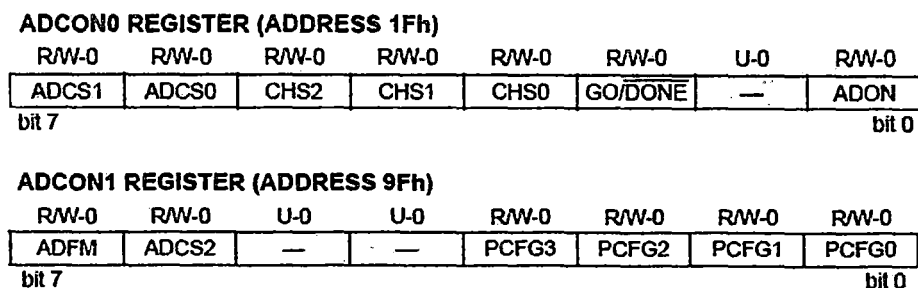 ADCON0 REGISTER (ADDRESS 1Fh)
R/W-0 R/W-0 R/W-0 R/W-0 R/W-0 R/W-0 U-0 R/W-0
ADCS1 ADCS0 CHS2 CHS1 CHS0 GO/DONE — ADON
bit 7 bit 0
ADCON1 REGISTER (ADDRESS 9Fh)
R/W-0 R/W-0 U-0 U-0 R/W-0 R/W-0 R/W-0 R/W-0
ADFM ADCS2 — — PCFG3 PCFG2 PCFG1 PCFG0
bit 7 bit 0